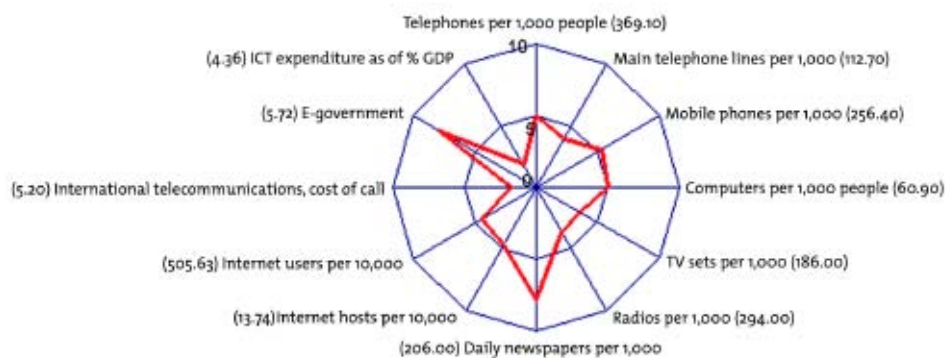 Telephones per 1,000 people (369.10)
10
(4.36) ICT expenditure as of % GDP
Main telephone lines per 1,000 (112.70)
(5.72) E-government
Mobile phones per 1,000 (256.40)
5
0
(5.20) International telecommunications, cost of call
Computers per 1,000 people (60.90)
(505.63) Internet users per 10,000
TV sets per 1,000 (186.00)
(13.74)Internet hosts per 10,000
Radios per 1,000 (294.00)
(206.00) Daily newspapers per 1,000